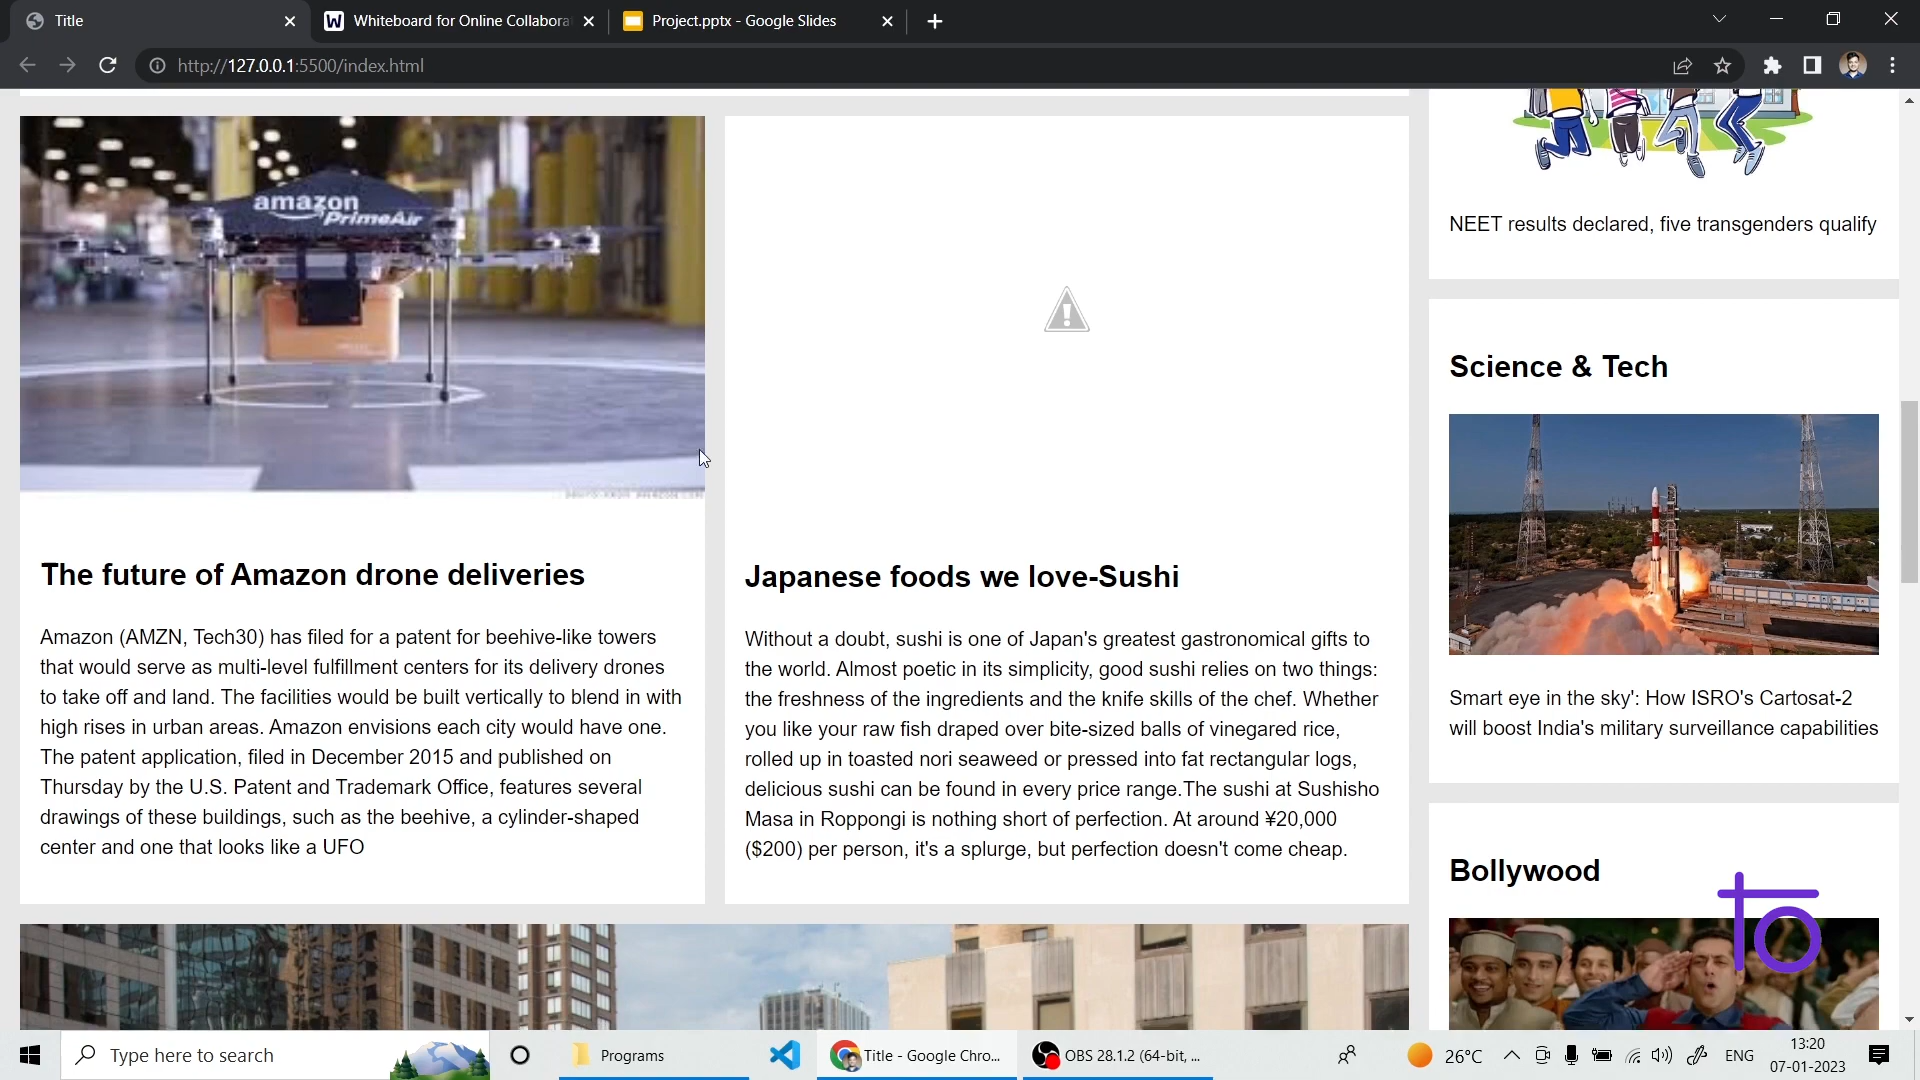 Title
Whiteboard for Online Collabora
Project.pptx - Google Slides
http://127.0.0.1:5500/index.html
amazon
PrimeAir
The future of Amazon drone deliveries
Amazon (AMZN, Tech30) has filed for a patent for beehive-like towers
that would serve as multi-level fulfillment centers for its delivery drones
to take off and land. The facilities would be built vertically to blend in with
high rises in urban areas. Amazon envisions each city would have one.
The patent application, filed in December 2015 and published on
Thursday by the U.S. Patent and Trademark Office, features several
drawings of these buildings, such as the beehive, a cylinder-shaped
center and one that looks like a UFO
Japanese foods we love-Sushi
Without a doubt, sushi is one of Japan's greatest gastronomical gifts to
the world. Almost poetic in its simplicity, good sushi relies on two things:
the freshness of the ingredients and the knife skills of the chef. Whether
you like your raw fish draped over bite-sized balls of vinegared rice,
rolled up in toasted nori seaweed or pressed into fat rectangular logs,
delicious sushi can be found in every price range.The sushi at Sushisho
Masa in Roppongi is nothing short of perfection. At around ¥20,000
($200) per person, it's a splurge, but perfection doesn't come cheap.
NEET results declared, five transgenders qualify
Science & Tech
Smart eye in the sky': How ISRO's Cartosat-2
will boost India's military surveillance capabilities
Bollywood
Type here to search
Programs
Title - Google Chro...
OBS 28.1.2 (64-bit, ...
26°C
ENG
13:20
07-01-2023